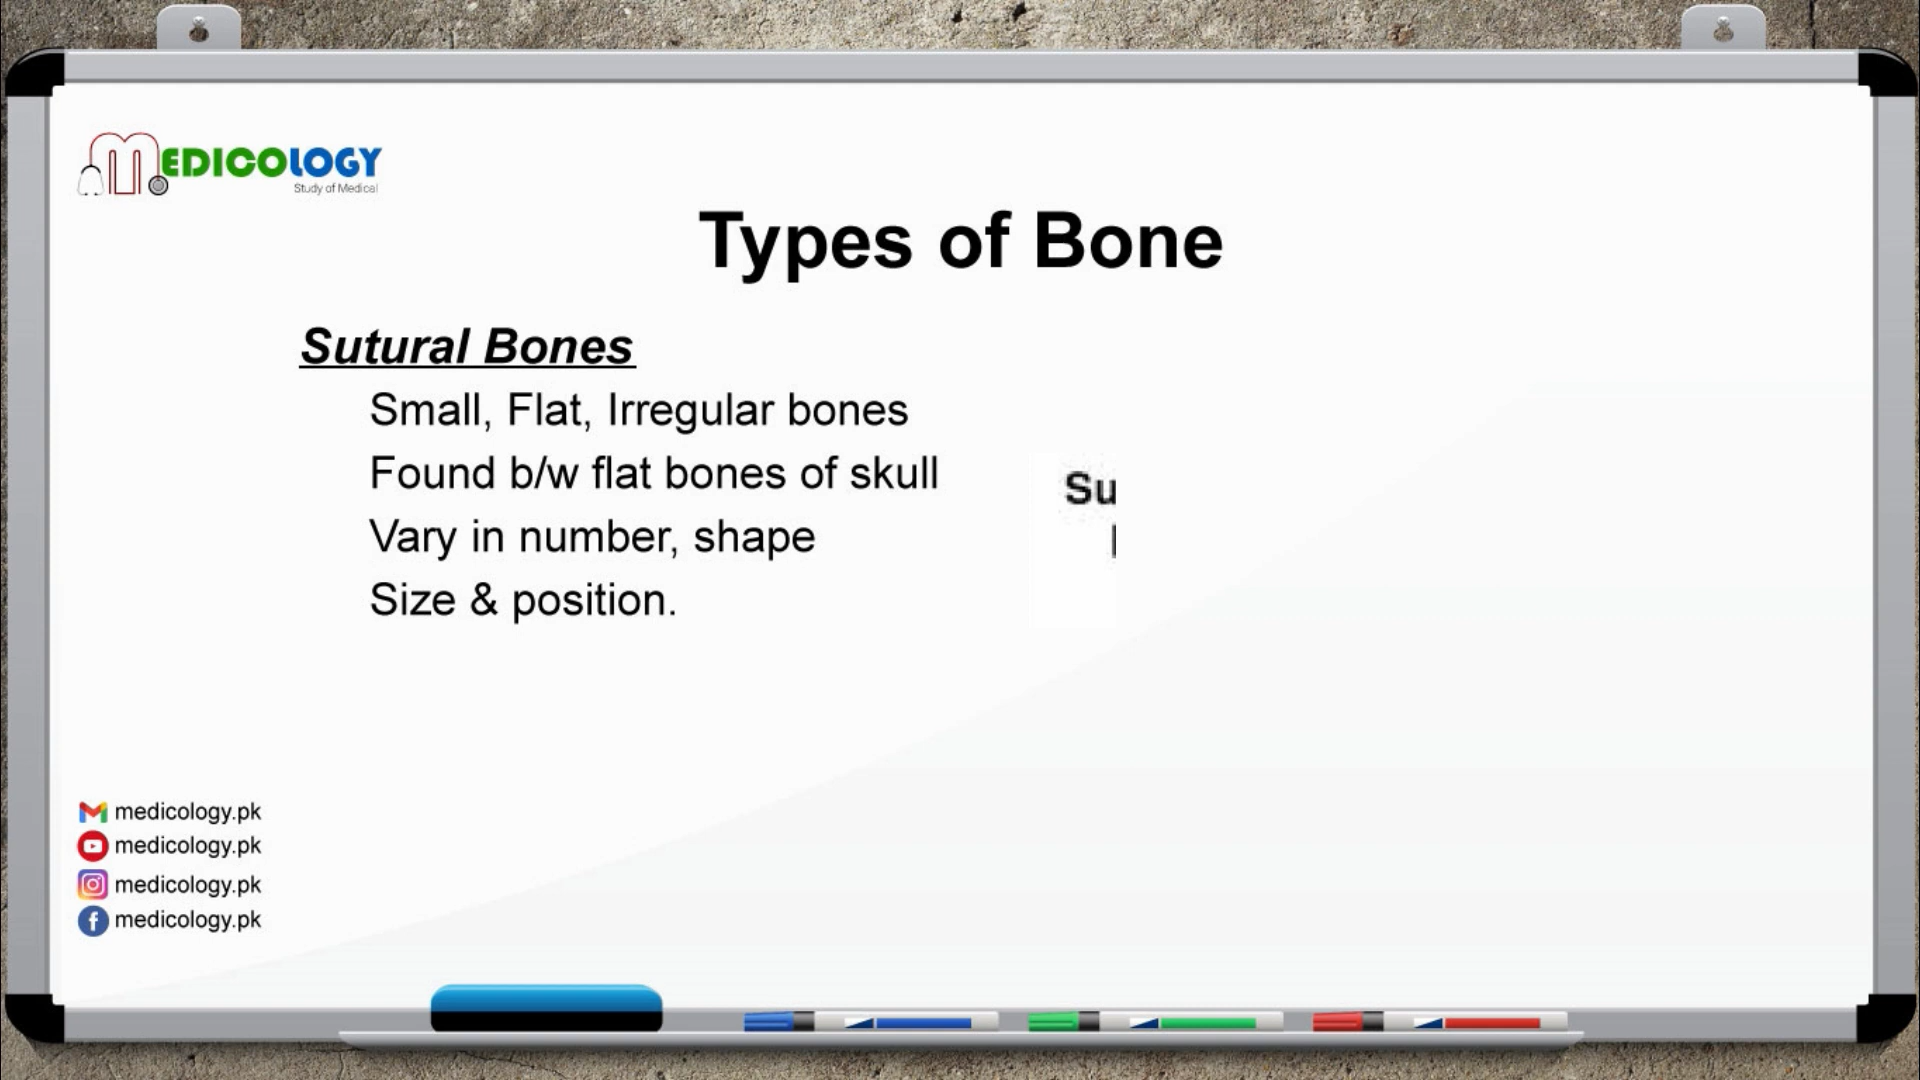 MEDICOLOGY
Study of Medical
Types of Bone
Sutural Bones
Small, Flat, Irregular bones
Found b/w flat bones of skull
Vary in number, shape
Size & position.
Su
medicology.pk
medicology.pk
medicology.pk
medicology.pk